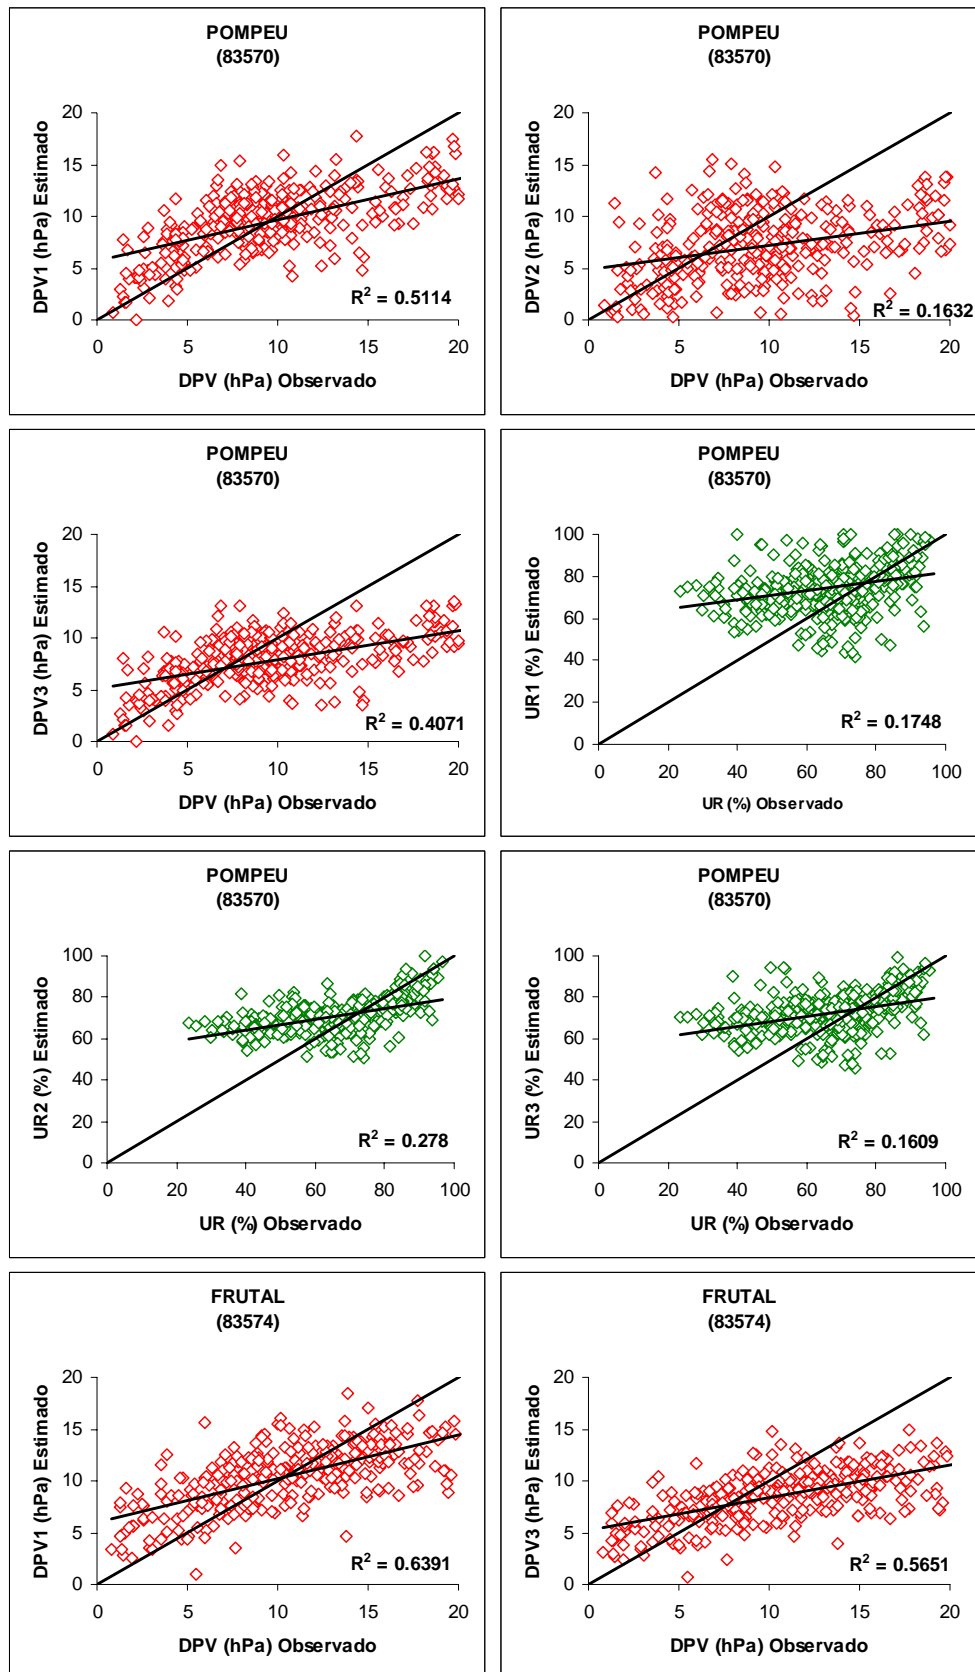 POMPEU
(83570)
20
15
10
5
0
0 5 10 15 20
DPV1 (hPa) Estimado
DPV (hPa) Observado
R² = 0.5114
POMPEU
(83570)
20
15
10
5
0
0 5 10 15 20
DPV2 (hPa) Estimado
DPV (hPa) Observado
R² = 0.1632
POMPEU
(83570)
20
15
10
5
0
0 5 10 15 20
DPV3 (hPa) Estimado
DPV (hPa) Observado
R² = 0.4071
POMPEU
(83570)
100
80
60
40
20
0
0 20 40 60 80 100
UR1 (%) Estimado
UR (%) Observado
R² = 0.1748
POMPEU
(83570)
100
80
60
40
20
0
0 20 40 60 80 100
UR2 (%) Estimado
UR (%) Observado
R² = 0.278
POMPEU
(83570)
100
80
60
40
20
0
0 20 40 60 80 100
UR3 (%) Estimado
UR (%) Observado
R² = 0.1609
FRUTAL
(83574)
20
15
10
5
0
0 5 10 15 20
DPV1 (hPa) Estimado
DPV (hPa) Observado
R² = 0.6391
FRUTAL
(83574)
20
15
10
5
0
0 5 10 15 20
DPV3 (hPa) Estimado
DPV (hPa) Observado
R² = 0.5651